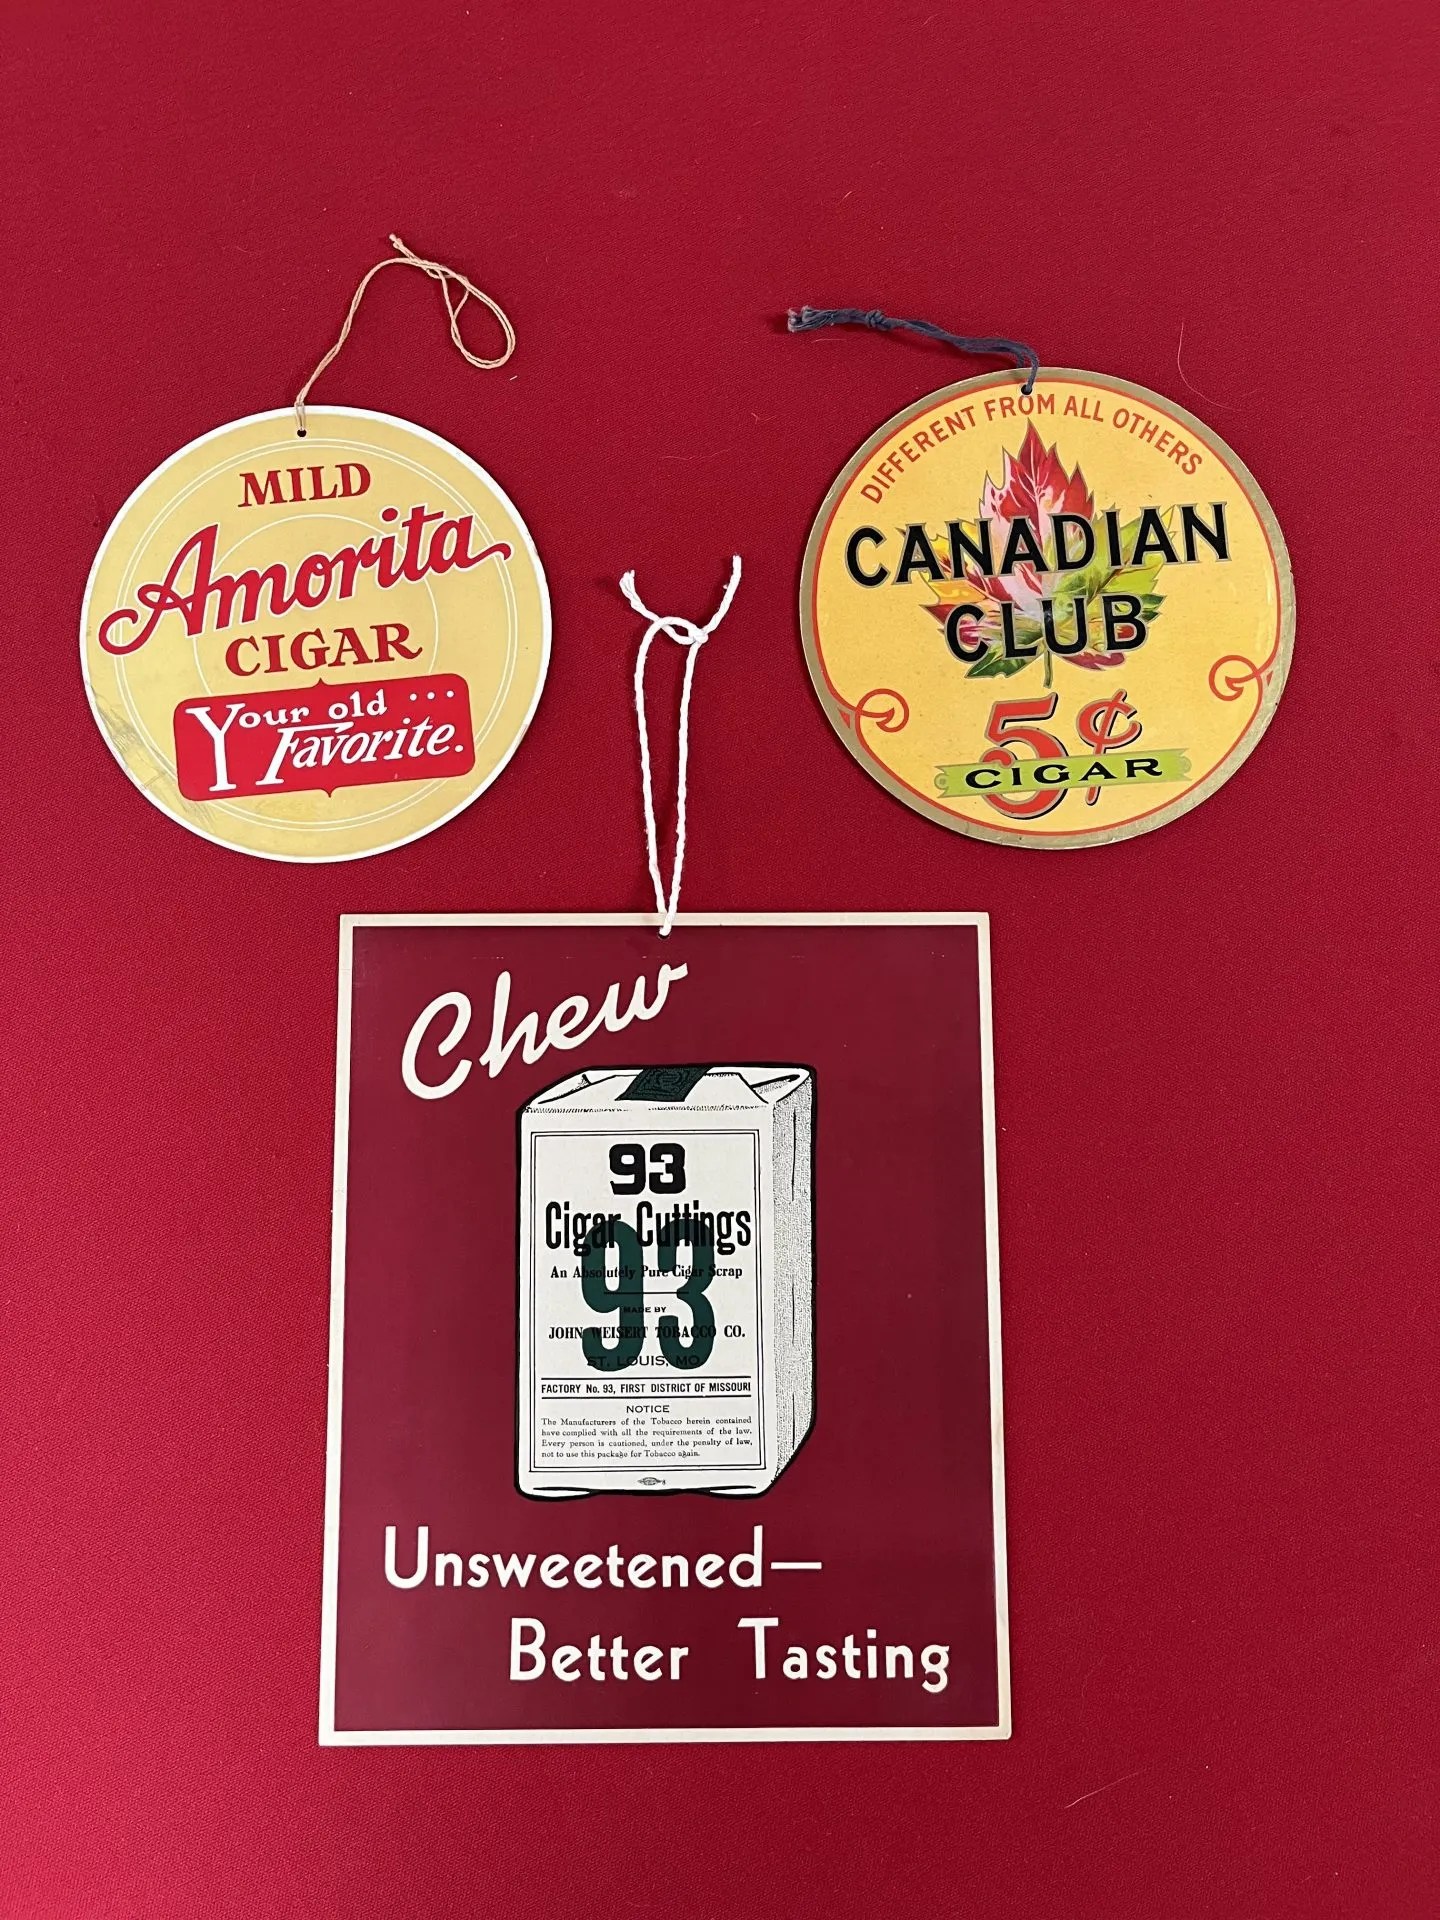 MILD
Amorita
CIGAR
Your old ...
Favorite.
DIFFERENT FROM ALL OTHERS
CANADIAN
CLUB
5¢
CIGAR
Chew
93
Cigar Cuttings
93
An Absolutely Pure Cigar Scrap
MADE BY
JOHN WEISERT TOBACCO CO.
ST. LOUIS, MO
FACTORY No. 93, FIRST DISTRICT OF MISSOURI
NOTICE
The Manufacturers of the Tobacco herein contained
have complied with all the requirements of the law.
Every person is cautioned, under the penalty of law,
not to use this package for Tobacco again.
Unsweetened—
Better Tasting